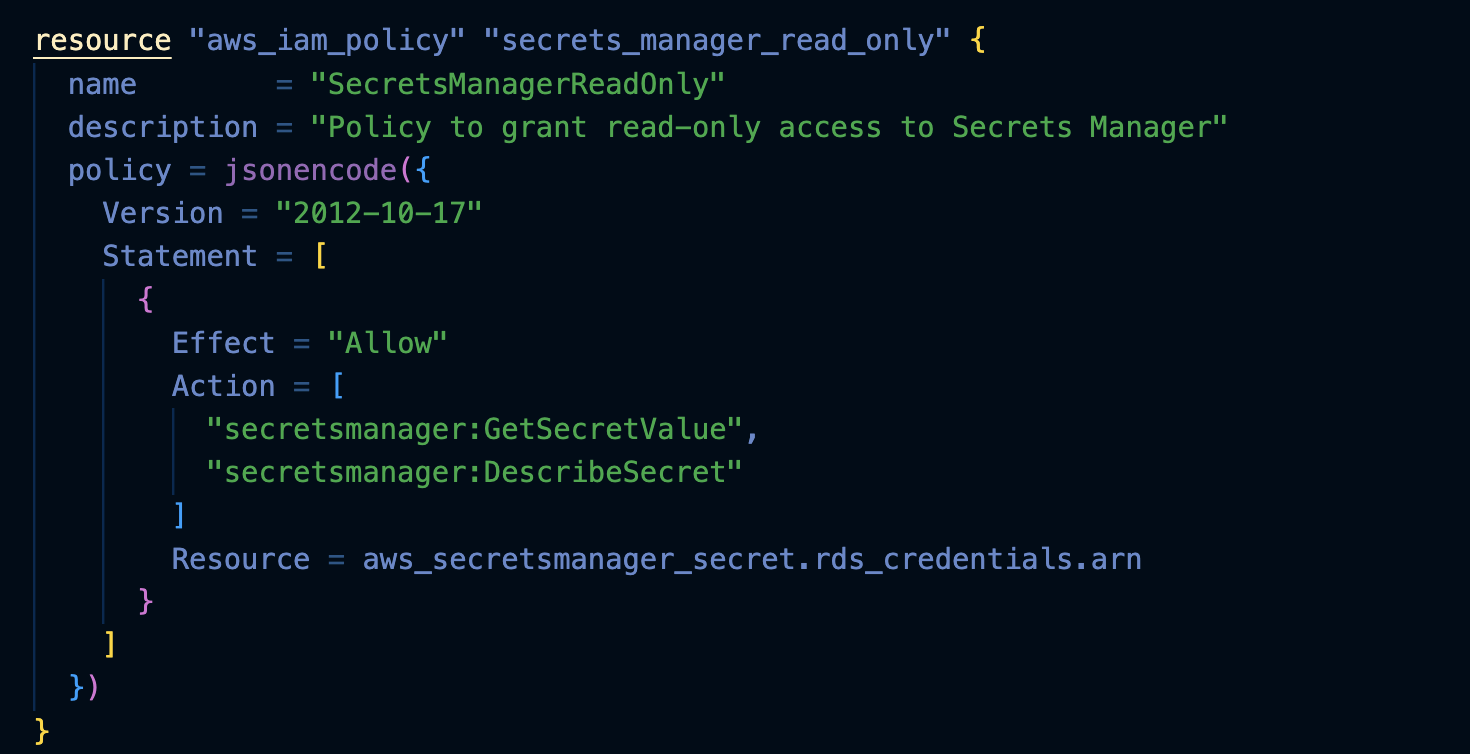 resource "aws_iam_policy" "secrets_manager_read_only" {
  name        = "SecretsManagerReadOnly"
  description = "Policy to grant read-only access to Secrets Manager"
  policy = jsonencode({
    Version = "2012-10-17"
    Statement = [
      {
        Effect = "Allow"
        Action = [
          "secretsmanager:GetSecretValue",
          "secretsmanager:DescribeSecret"
        ]
        Resource = aws_secretsmanager_secret.rds_credentials.arn
      }
    ]
  })
}